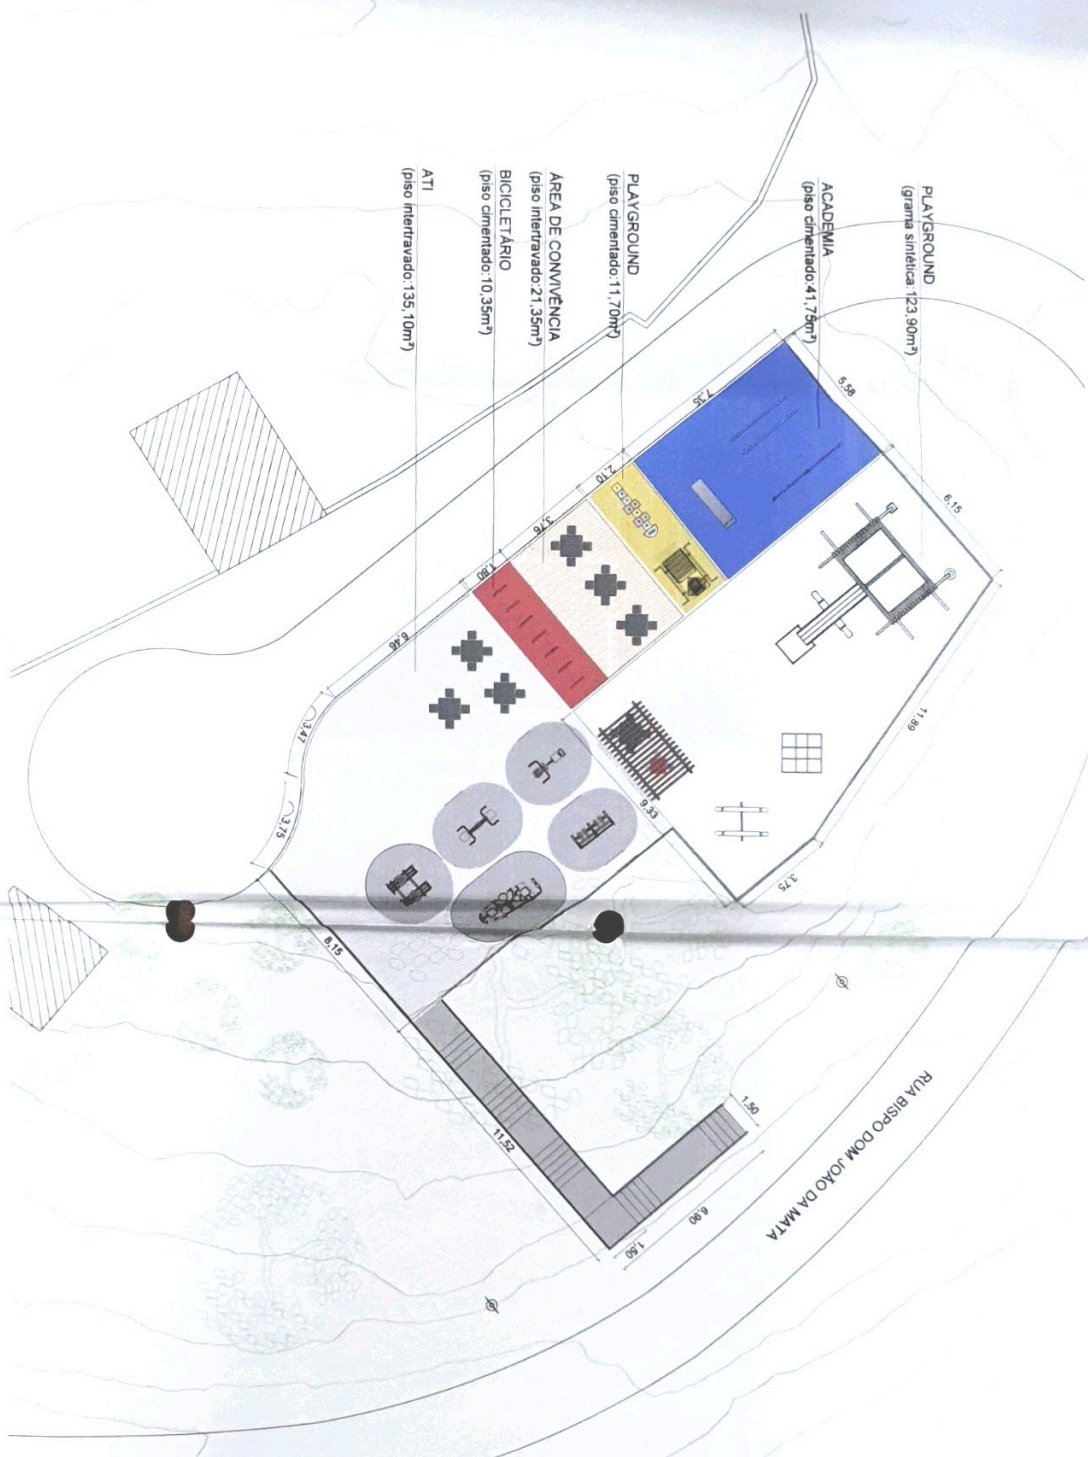 PLAYGROUND
(grama sintética:123,90m²)
ACADEMIA
(piso cimentado:41,75m²)
PLAYGROUND
(piso cimentado:11,70m²)
ÁREA DE CONVIVÊNCIA
(piso intertravado:21,35m²)
BICICLETÁRIO
(piso cimentado:10,35m²)
ATI
(piso intertravado:135,10m²)
5,58
6,15
7,35
2,10
3,76
1,80
6,46
3,47
3,75
11,89
9,33
3,75
8,15
11,52
1,50
6,90
1,50
RUA BISPO DOM JOÃO DA MATA